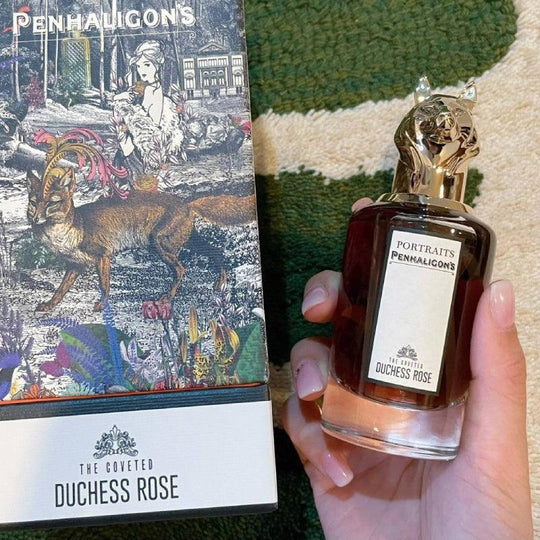 PENHALIGON'S
THE COVETED
DUCHESS ROSE
PORTRAITS
PENHALIGON'S
THE COVETED
DUCHESS ROSE